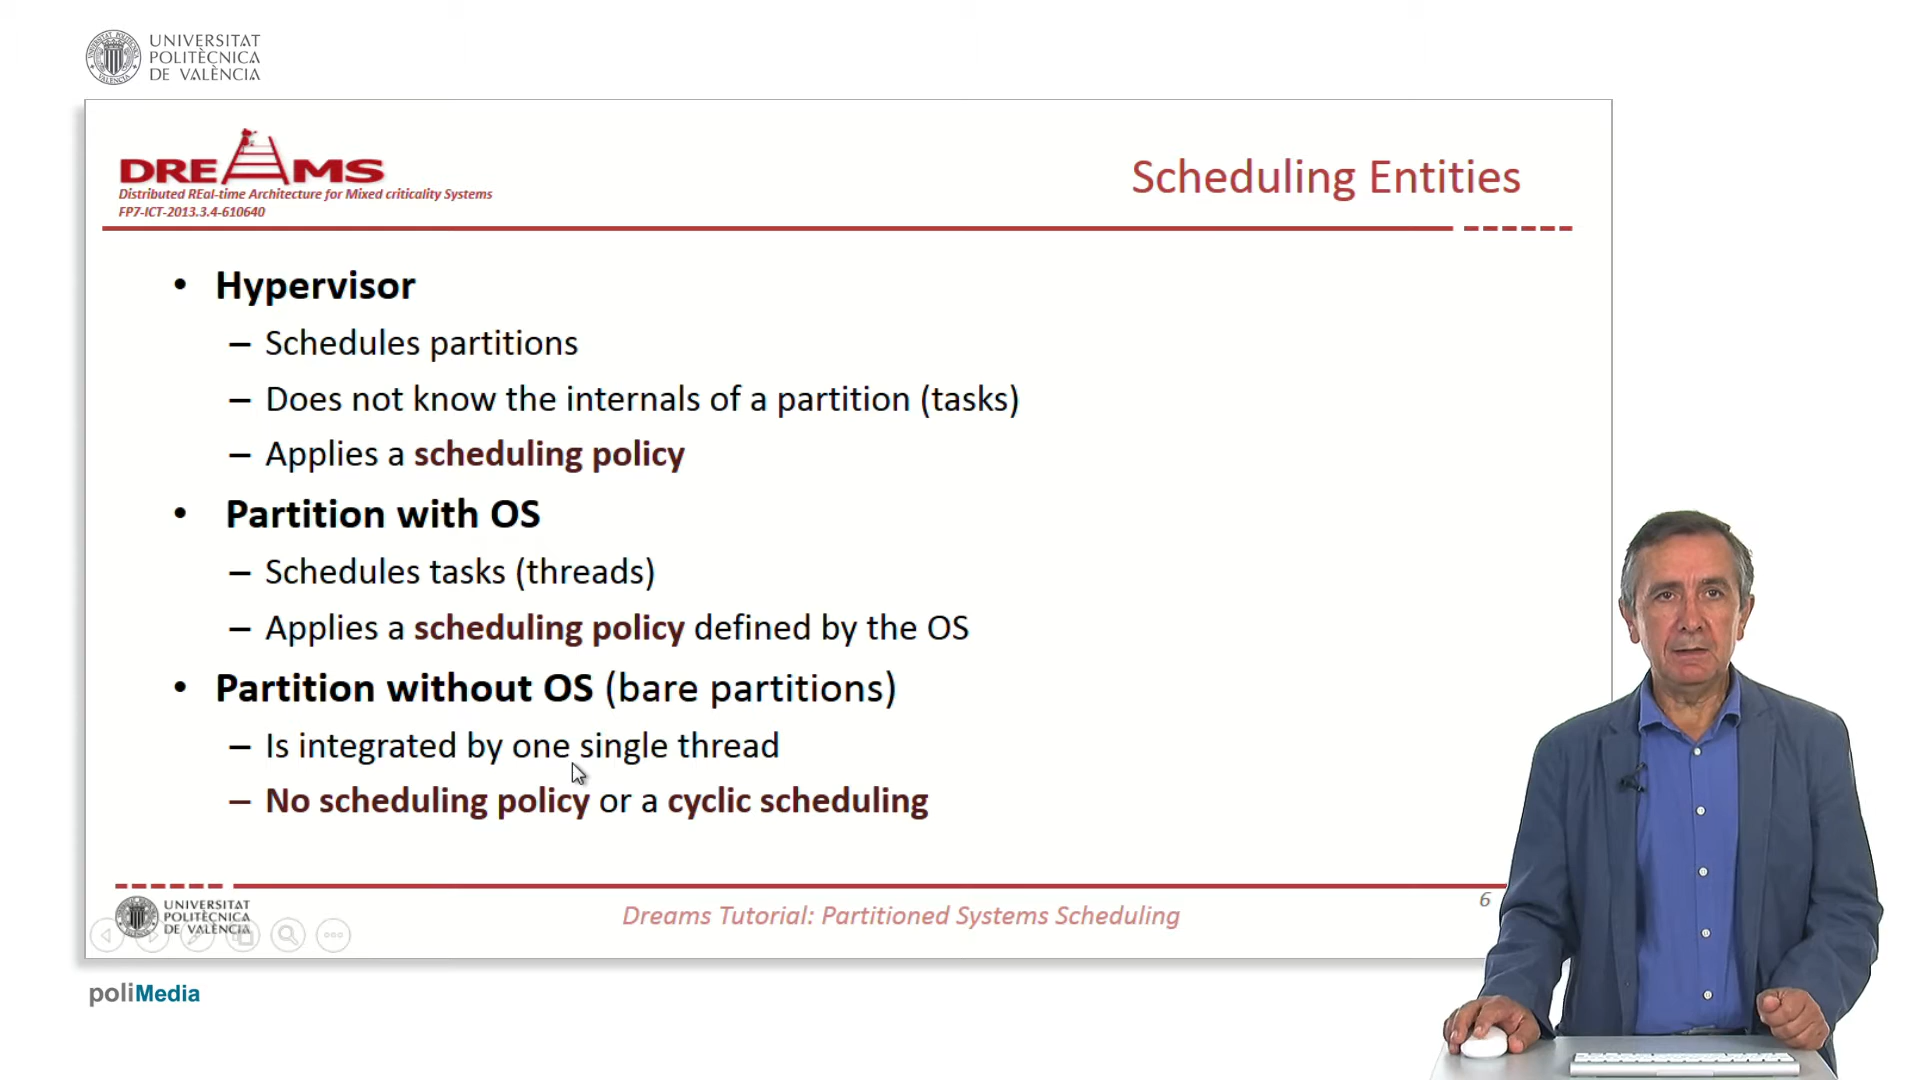 UNIVERSITAT
POLITÈCNICA
DE VALÈNCIA
DREAMS
Distributed REal-time Architecture for Mixed criticality Systems
FP7-ICT-2013.3.4-610640
Scheduling Entities
• Hypervisor
– Schedules partitions
– Does not know the internals of a partition (tasks)
– Applies a scheduling policy
• Partition with OS
– Schedules tasks (threads)
– Applies a scheduling policy defined by the OS
• Partition without OS (bare partitions)
– Is integrated by one single thread
– No scheduling policy or a cyclic scheduling
UNIVERSITAT
POLITÈCNICA
DE VALÈNCIA
Dreams Tutorial: Partitioned Systems Scheduling
6
poliMedia